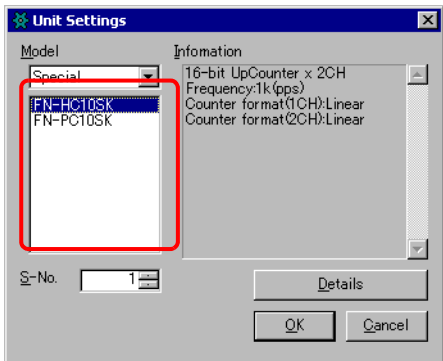 Unit Settings
Model
Infomation
Special
FN-HC10SK
FN-PC10SK
16-bit UpCounter x 2CH
Frequency:1k(pps)
Counter format(1CH):Linear
Counter format(2CH):Linear
S-No.
1
Details
OK
Cancel